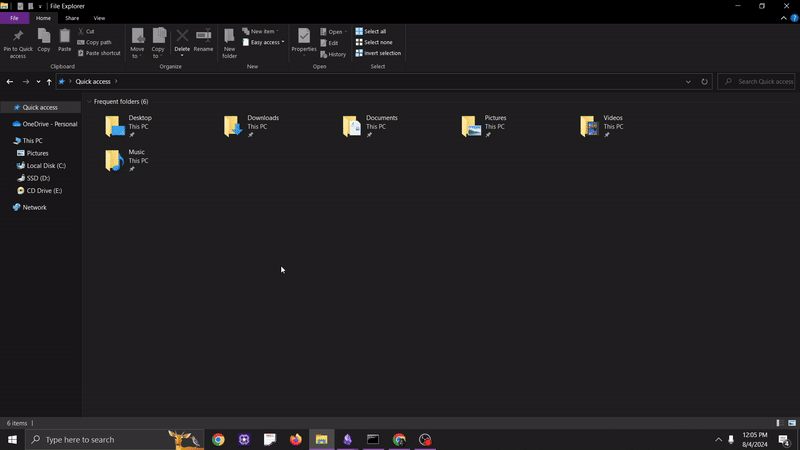 File Explorer
File Home Share View
Pin to Quick access
Copy
Paste
Cut
Copy path
Paste shortcut
Clipboard
Move to
Copy to
Delete
Rename
Organize
New folder
New item
Easy access
New
Properties
Open
Edit
History
Open
Select all
Select none
Invert selection
Select
Quick access
Search Quick access
Quick access
OneDrive - Personal
This PC
Pictures
Local Disk (C:)
SSD (D:)
CD Drive (E:)
Network
Frequent folders (6)
Desktop
This PC
Downloads
This PC
Documents
This PC
Pictures
This PC
Videos
This PC
Music
This PC
6 items
Type here to search
12:05 PM
8/4/2024
4